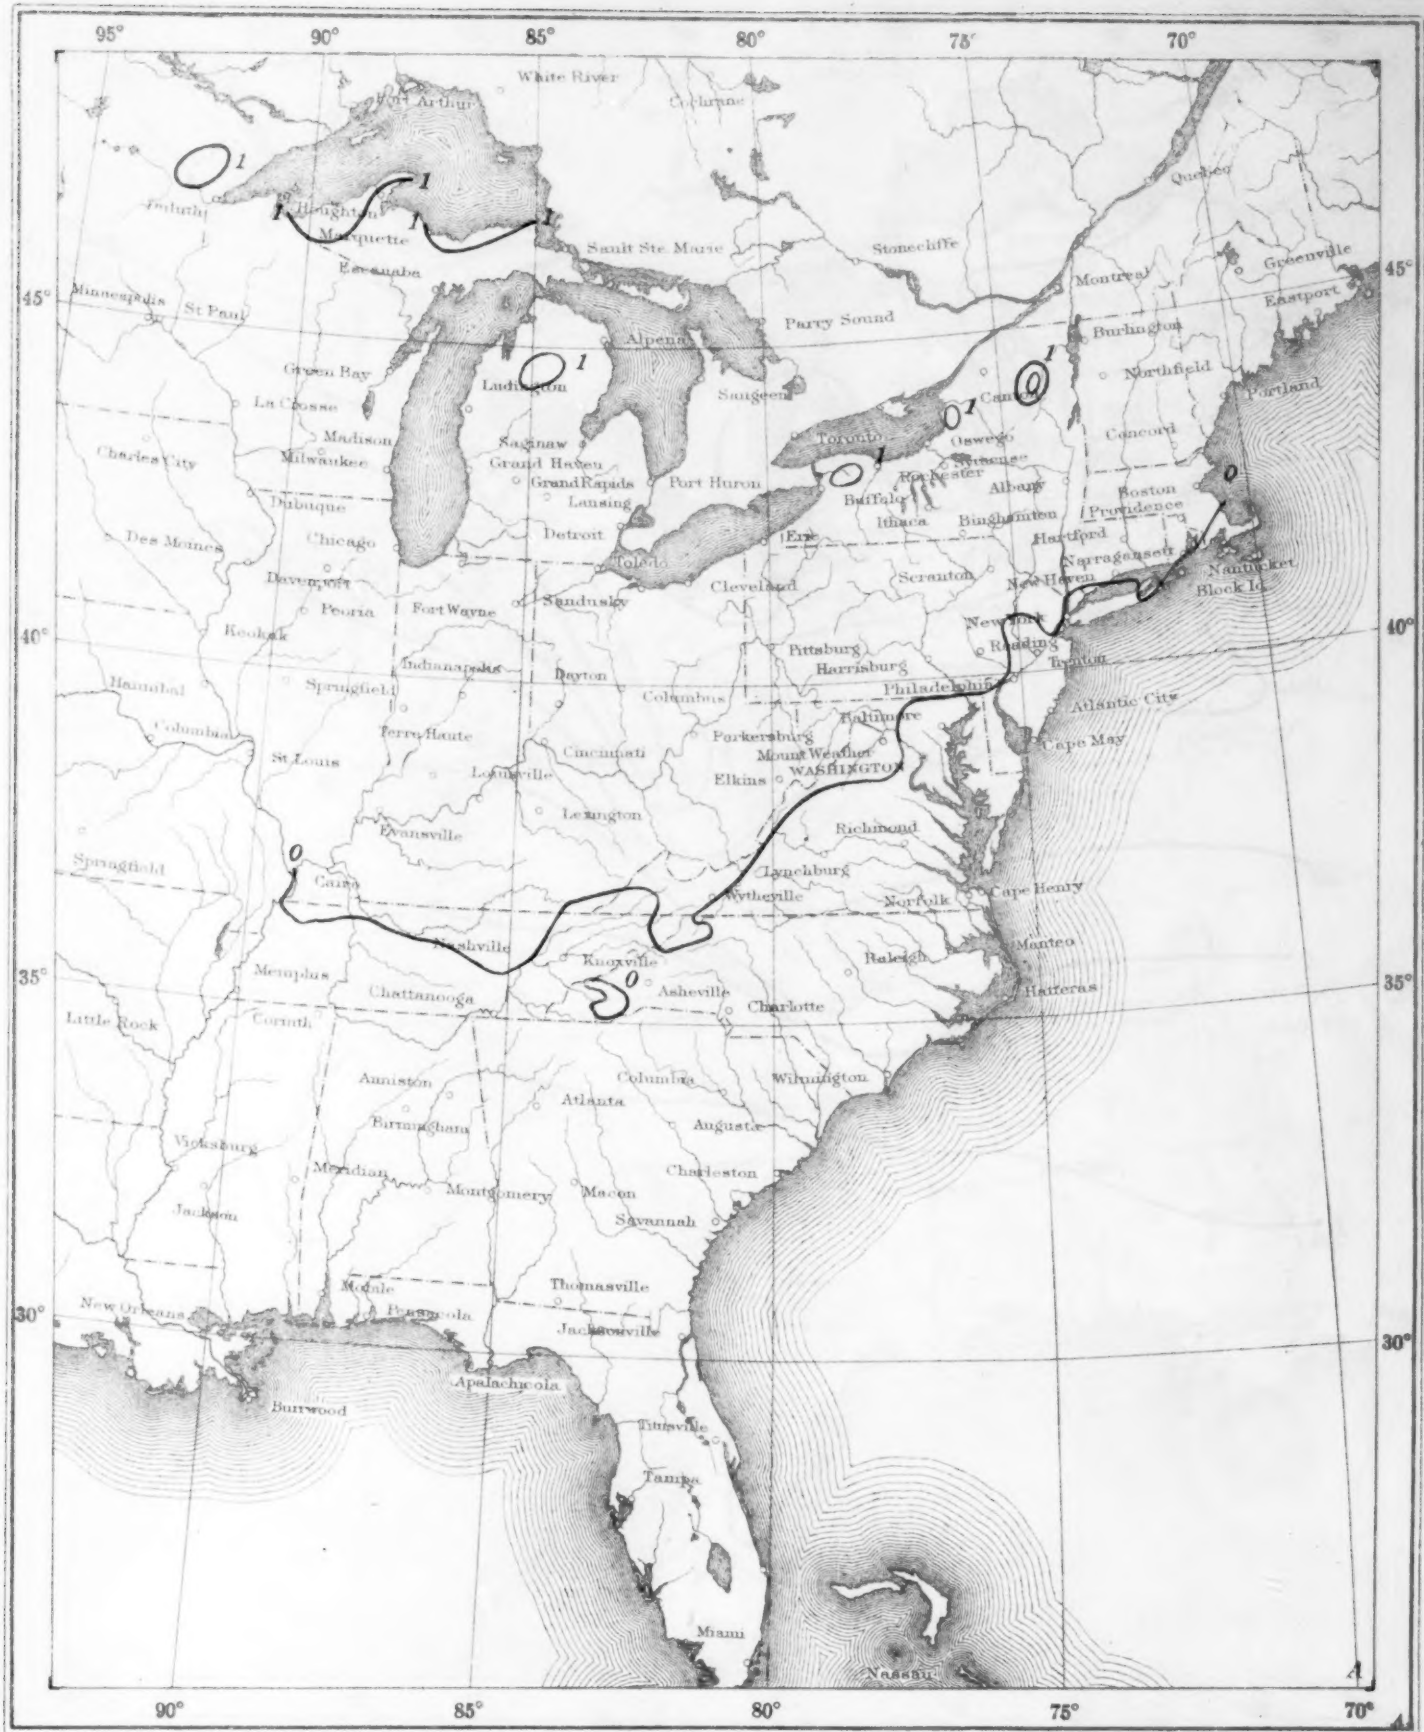 95° 90° 85° 80° 75° 70°
White River
Port Arthur
Cochrane
1
Quebec
Duluth
1 Houghton 1
1 1
Marquette
Sault Ste. Marie
Stonecliffe
Greenville
Escanaba
45° 45°
Montreal
Minneapolis
St Paul
Eastport
Parry Sound
Burlington
Alpena
1
1
Green Bay
Ludington
Northfield
0
Saugeen
Canton
Portland
La Crosse
1
Toronto
Oswego
Concord
Madison
Saginaw
Charles City
Milwaukee
Grand Haven
1
Syracuse
Rochester
0
Grand Rapids
Port Huron
Albany
Boston
Lansing
Buffalo
Dubuque
Providence
Ithaca
Binghamton
Detroit
Erie
Hartford
Des Moines
Chicago
Narragansett
Toledo
Nantucket
Davenport
Scranton
New Haven
Cleveland
Block Id.
Peoria
Fort Wayne
Sandusky
New York
40° 40°
Keokuk
Pittsburg
Reading
Harrisburg
Trenton
Indianapolis
Dayton
Hannibal
Springfield
Columbus
Philadelphia
Atlantic City
Baltimore
Columbia
Terre Haute
Parkersburg
Cincinnati
Mount Weather
Cape May
St. Louis
Louisville
Elkins
WASHINGTON
Lexington
Evansville
Richmond
0
Springfield
Cairo
Lynchburg
Wytheville
Norfolk
Cape Henry
Nashville
Manteo
Knoxville
Raleigh
35° 35°
Memphis
0
Asheville
Hatteras
Chattanooga
Charlotte
Little Rock
Corinth
Columbia
Wilmington
Anniston
Atlanta
Birmingham
Augusta
Vicksburg
Meridian
Charleston
Montgomery
Macon
Jackson
Savannah
Mobile
Thomasville
New Orleans
Pensacola
30° 30°
Jacksonville
Apalachicola
Burrwood
Titusville
Tampa
Miami
Nassau
A
90° 85° 80° 75° 70°